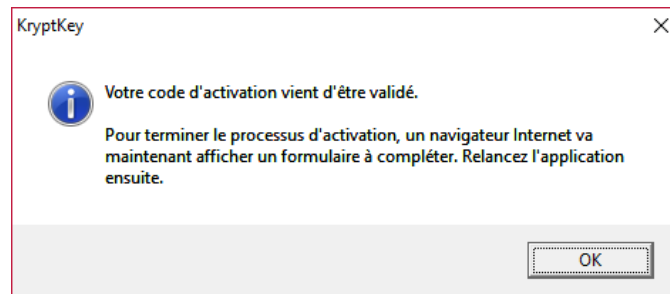 KryptKey
Votre code d'activation vient d'être validé.
Pour terminer le processus d'activation, un navigateur Internet va
maintenant afficher un formulaire à compléter. Relancez l'application
ensuite.
OK